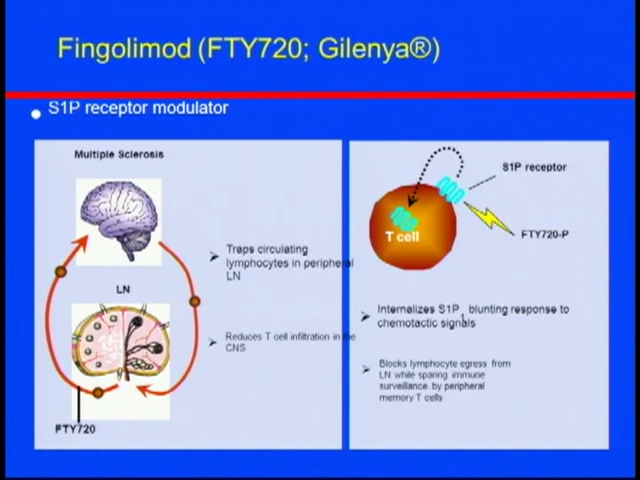 Fingolimod (FTY720; Gilenya®)
S1P receptor modulator
Multiple Sclerosis
LN
FTY720
Traps circulating
lymphocytes in peripheral
LN
Reduces T cell infiltration in the
CNS
S1P receptor
T cell
FTY720-P
Internalizes S1P1 blunting response to
chemotactic signals
Blocks lymphocyte egress from
LN while sparing immune
surveillance by peripheral
memory T cells